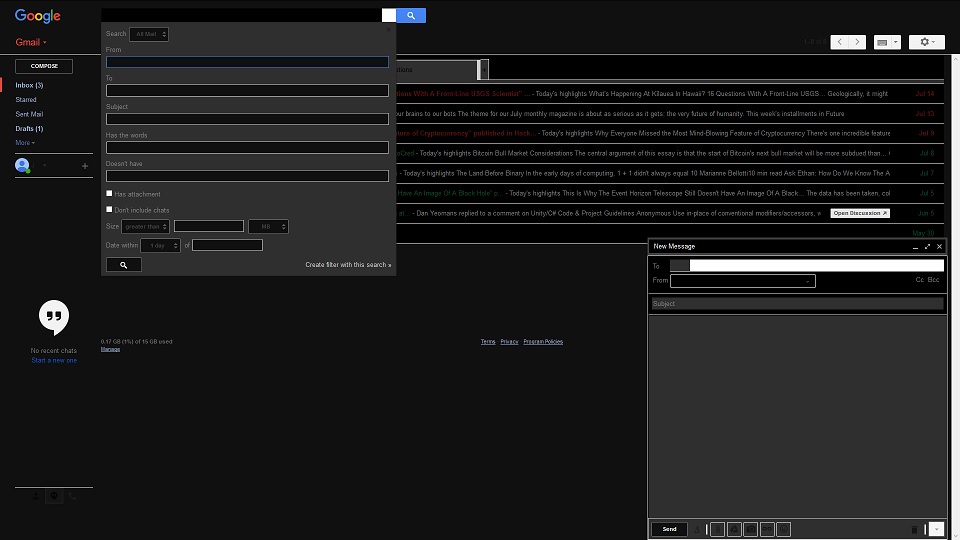 Google
Search All Mail
Gmail
COMPOSE
Inbox (3)
Starred
Sent Mail
Drafts (1)
More
From
To
Subject
Has the words
Doesn't have
Has attachment
Don't include chats
Size greater than MB
Date within 1 day of
Create filter with this search »
tions With A Front-Line USGS Scientist" ... - Today's highlights What's Happening At Kilauea In Hawaii? 16 Questions With A Front-Line USGS... Geologically, it might Jul 14
our brains to our bots The theme for our July monthly magazine is about as serious as it gets: the very future of humanity. This week's installments in Future Jul 13
ture of Cryptocurrency" published in Hack... - Today's highlights Why Everyone Missed the Most Mind-Blowing Feature of Cryptocurrency There's one incredible feature Jul 9
- Today's highlights Bitcoin Bull Market Considerations The central argument of this essay is that the start of Bitcoin's next bull market will be more subdued than... Jul 8
- Today's highlights The Land Before Binary In the early days of computing, 1 + 1 didn't always equal 10 Marianne Bellotti10 min read Ask Ethan: How Do We Know The A Jul 7
Have An Image Of A Black Hole" p... - Today's highlights This Is Why The Event Horizon Telescope Still Doesn't Have An Image Of A Black... The data has been taken, col Jul 5
at... - Dan Yeomans replied to a comment on Unity/C# Code & Project Guidelines Anonymous Use in-place of conventional modifiers/accessors, w Open Discussion Jun 5
May 30
No recent chats
Start a new one
0.17 GB (1%) of 15 GB used
Manage
Terms Privacy Program Policies
New Message
To
From Cc Bcc
Subject
Send